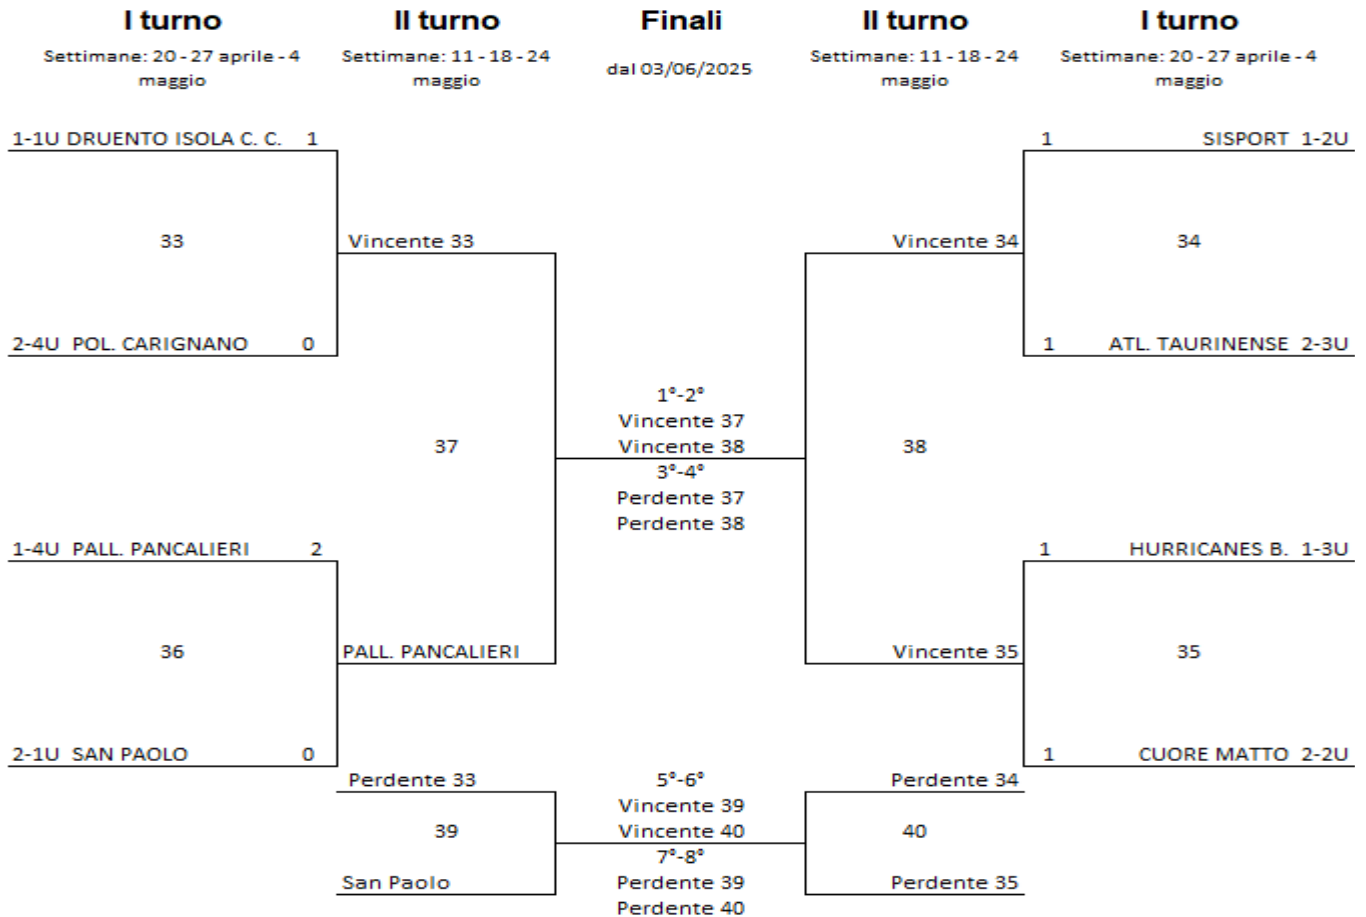 I turno II turno Finali II turno I turno
Settimane: 20 - 27 aprile - 4 maggio
Settimane: 11 - 18 - 24 maggio
dal 03/06/2025
Settimane: 11 - 18 - 24 maggio
Settimane: 20 - 27 aprile - 4 maggio
1-1U DRUENTO ISOLA C. C. 1
1 SISPORT 1-2U
33
Vincente 33
Vincente 34
34
2-4U POL. CARIGNANO 0
1 ATL. TAURINENSE 2-3U
1°-2°
Vincente 37
37
Vincente 38
38
3°-4°
Perdente 37
Perdente 38
1-4U PALL. PANCALIERI 2
1 HURRICANES B. 1-3U
36
PALL. PANCALIERI
Vincente 35
35
2-1U SAN PAOLO 0
1 CUORE MATTO 2-2U
Perdente 33
5°-6°
Perdente 34
Vincente 39
39
Vincente 40
40
7°-8°
San Paolo
Perdente 39
Perdente 35
Perdente 40